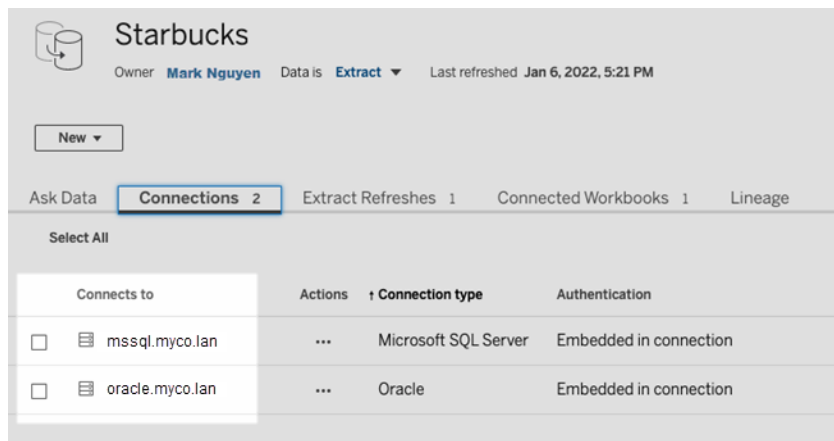 Starbucks
Owner Mark Nguyen Data is Extract Last refreshed Jan 6, 2022, 5:21 PM
New
Ask Data Connections 2 Extract Refreshes 1 Connected Workbooks 1 Lineage
Select All
Connects to Actions ↑ Connection type Authentication
mssql.myco.lan ... Microsoft SQL Server Embedded in connection
oracle.myco.lan ... Oracle Embedded in connection